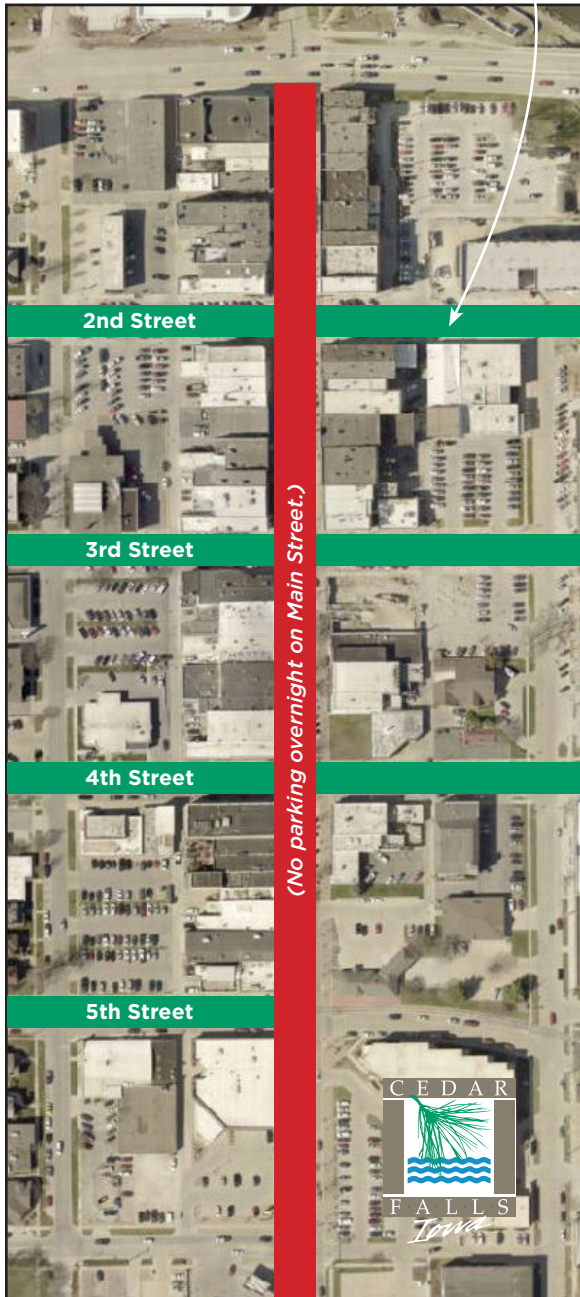 2nd Street
3rd Street
(No parking overnight on Main Street.)
4th Street
5th Street
CEDAR
FALLS
Iowa